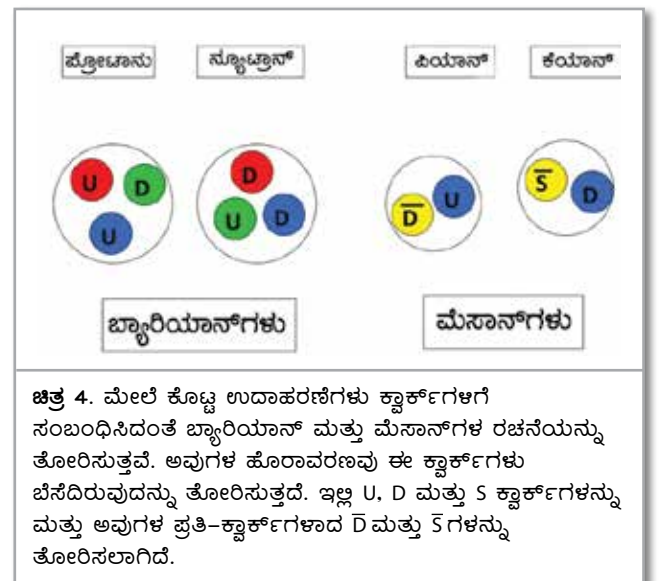 ಪ್ರೋಟಾನು ನ್ಯೂಟ್ರಾನ್ ಪಿಯಾನ್ ಕೆಯಾನ್
U D U
D U D
D̅ U
S̅ D
ಬ್ಯಾರಿಯಾನ್‌ಗಳು ಮೆಸಾನ್‌ಗಳು
ಚಿತ್ರ 4. ಮೇಲೆ ಕೊಟ್ಟ ಉದಾಹರಣೆಗಳು ಕ್ವಾರ್ಕ್‌ಗಳಿಗೆ
ಸಂಬಂಧಿಸಿದಂತೆ ಬ್ಯಾರಿಯಾನ್ ಮತ್ತು ಮೆಸಾನ್‌ಗಳ ರಚನೆಯನ್ನು
ತೋರಿಸುತ್ತವೆ. ಅವುಗಳ ಹೊರಾವರಣವು ಈ ಕ್ವಾರ್ಕ್‌ಗಳು
ಬೆಸೆದಿರುವುದನ್ನು ತೋರಿಸುತ್ತದೆ. ಇಲ್ಲಿ U, D ಮತ್ತು S ಕ್ವಾರ್ಕ್‌ಗಳನ್ನು
ಮತ್ತು ಅವುಗಳ ಪ್ರತಿ–ಕ್ವಾರ್ಕ್‌ಗಳಾದ D̅ ಮತ್ತು S̅ ಗಳನ್ನು
ತೋರಿಸಲಾಗಿದೆ.